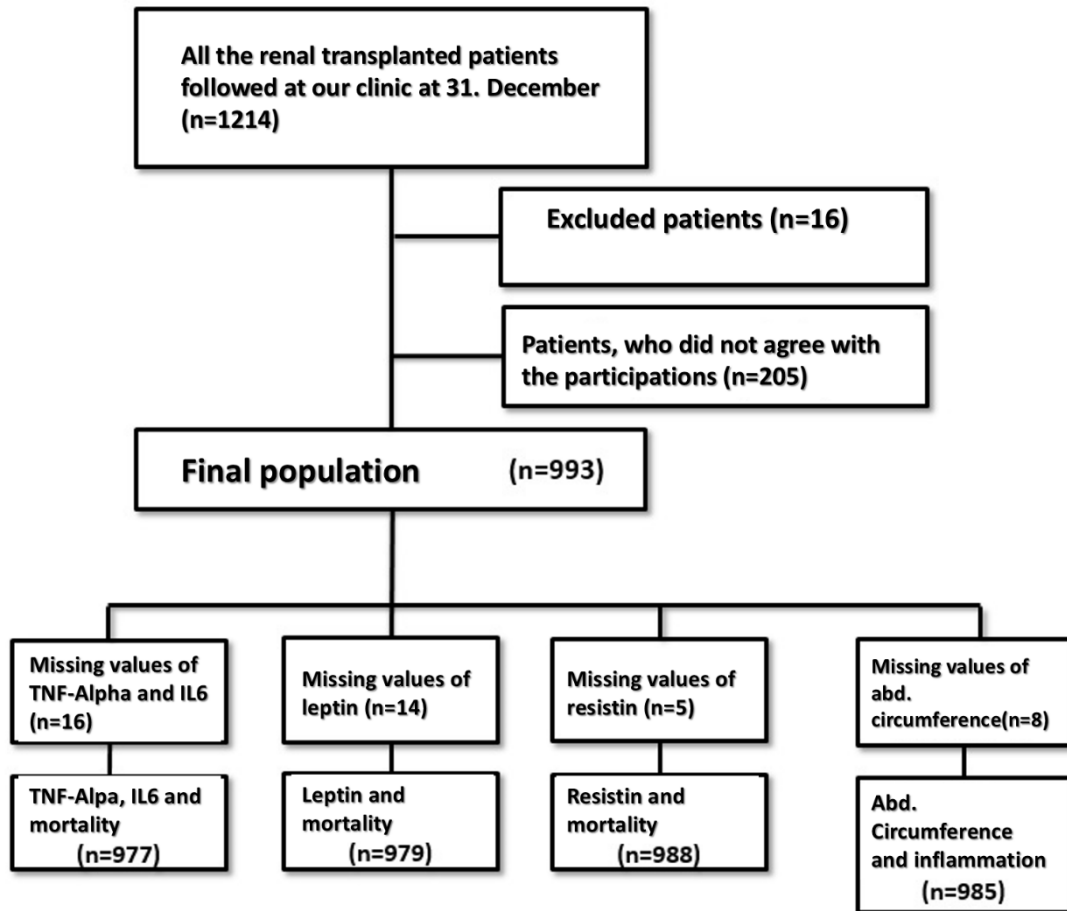 All the renal transplanted patients
followed at our clinic at 31. December
(n=1214)
Excluded patients (n=16)
Patients, who did not agree with
the participations (n=205)
Final population (n=993)
Missing values of
TNF-Alpha and IL6
(n=16)
Missing values of
leptin (n=14)
Missing values of
resistin (n=5)
Missing values of
abd.
circumference(n=8)
TNF-Alpa, IL6 and
mortality
(n=977)
Leptin and
mortality
(n=979)
Resistin and
mortality
(n=988)
Abd.
Circumference
and inflammation
(n=985)